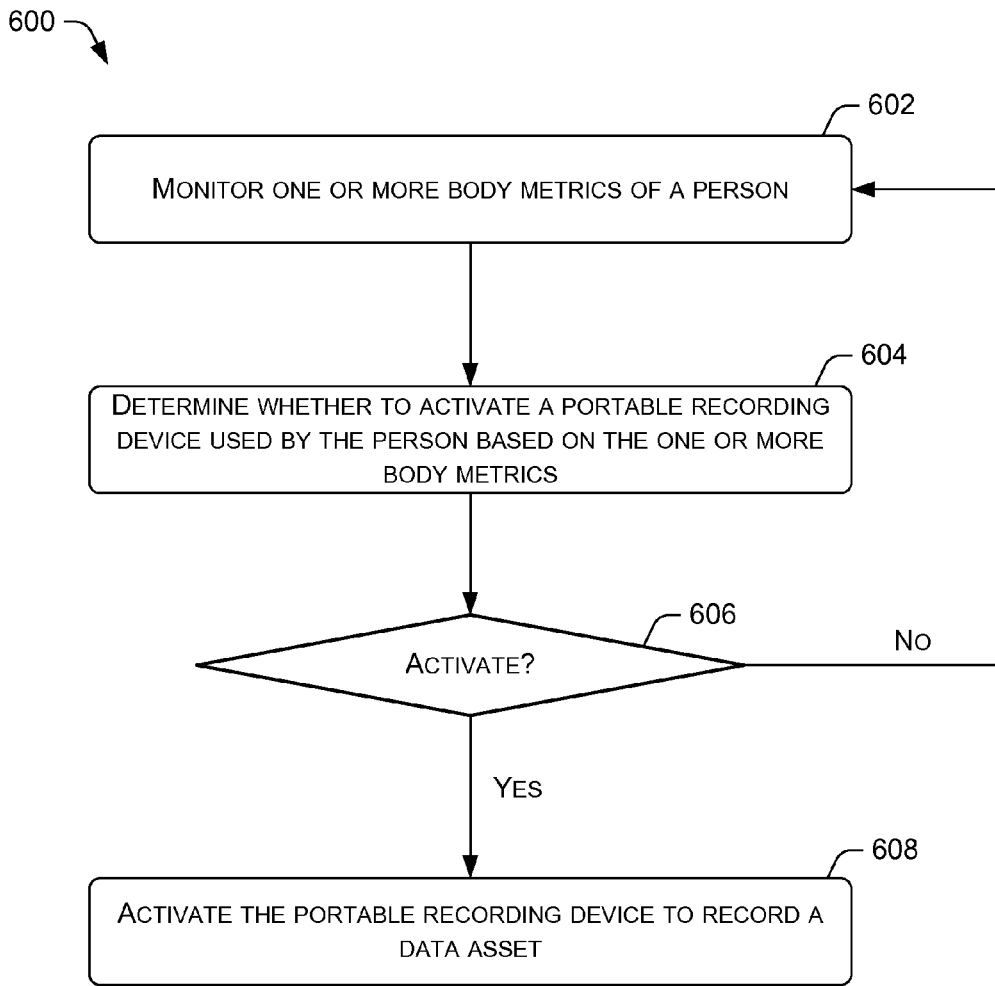 600
602
MONITOR ONE OR MORE BODY METRICS OF A PERSON
604
DETERMINE WHETHER TO ACTIVATE A PORTABLE RECORDING
DEVICE USED BY THE PERSON BASED ON THE ONE OR MORE
BODY METRICS
606
ACTIVATE?
NO
YES
608
ACTIVATE THE PORTABLE RECORDING DEVICE TO RECORD A
DATA ASSET